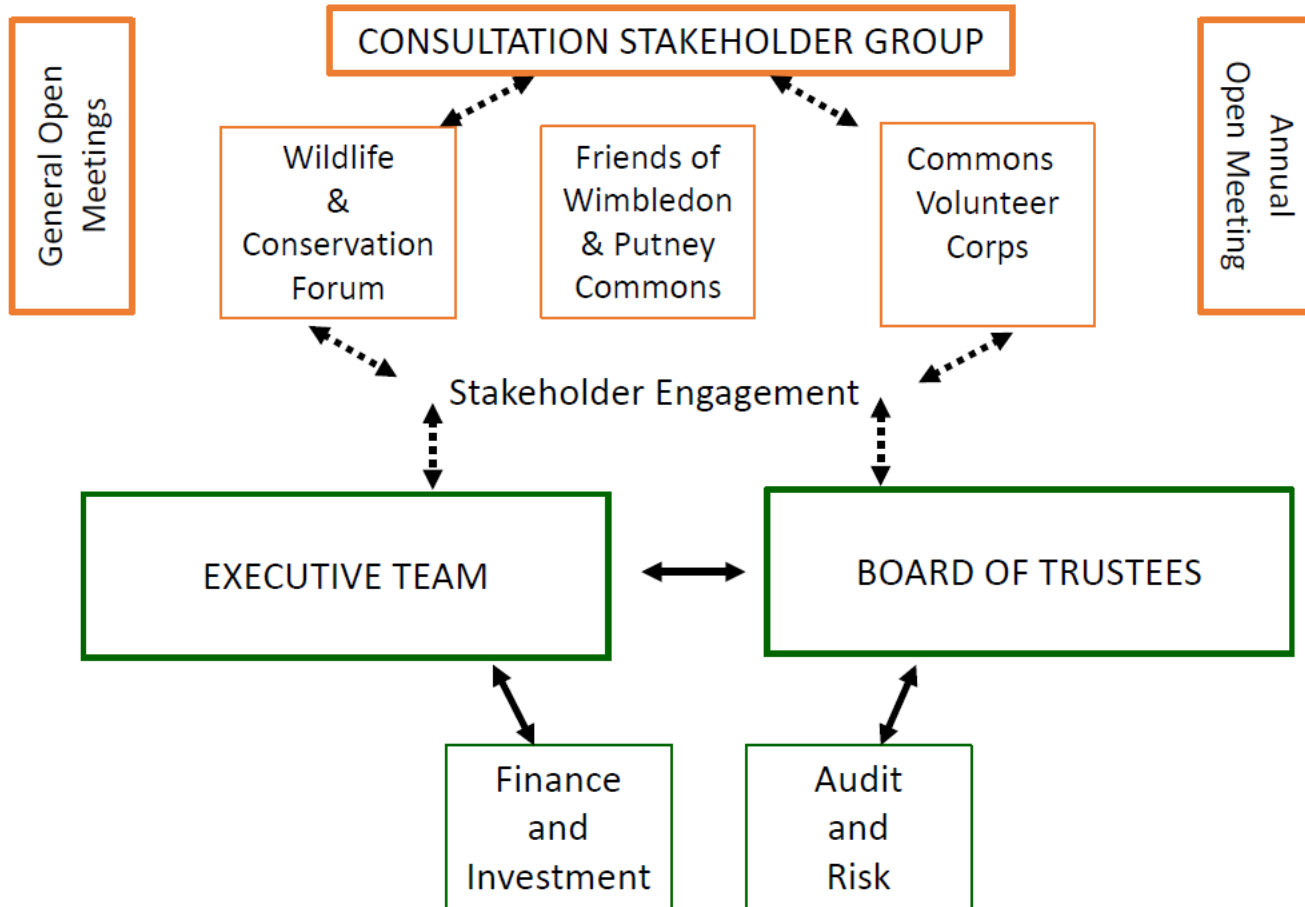 CONSULTATION STAKEHOLDER GROUP
General Open
Meetings
Annual
Open Meeting
Wildlife
&
Conservation
Forum
Friends of
Wimbledon
& Putney
Commons
Commons
Volunteer
Corps
Stakeholder Engagement
EXECUTIVE TEAM
BOARD OF TRUSTEES
Finance
and
Investment
Audit
and
Risk